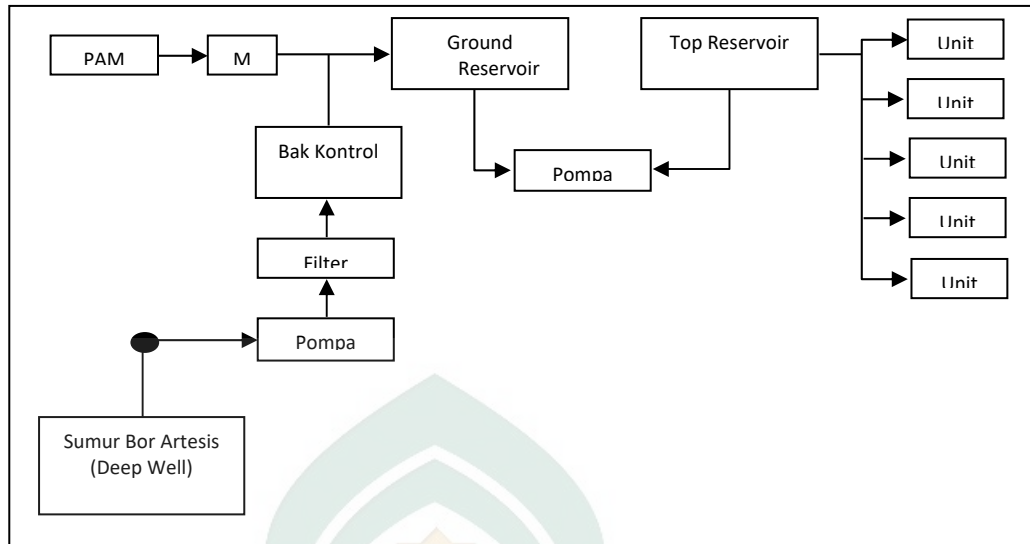 PAM
M
Ground
Reservoir
Top Reservoir
Unit
Unit
Bak Kontrol
Unit
Pompa
Unit
Filter
Unit
Pompa
Sumur Bor Artesis
(Deep Well)